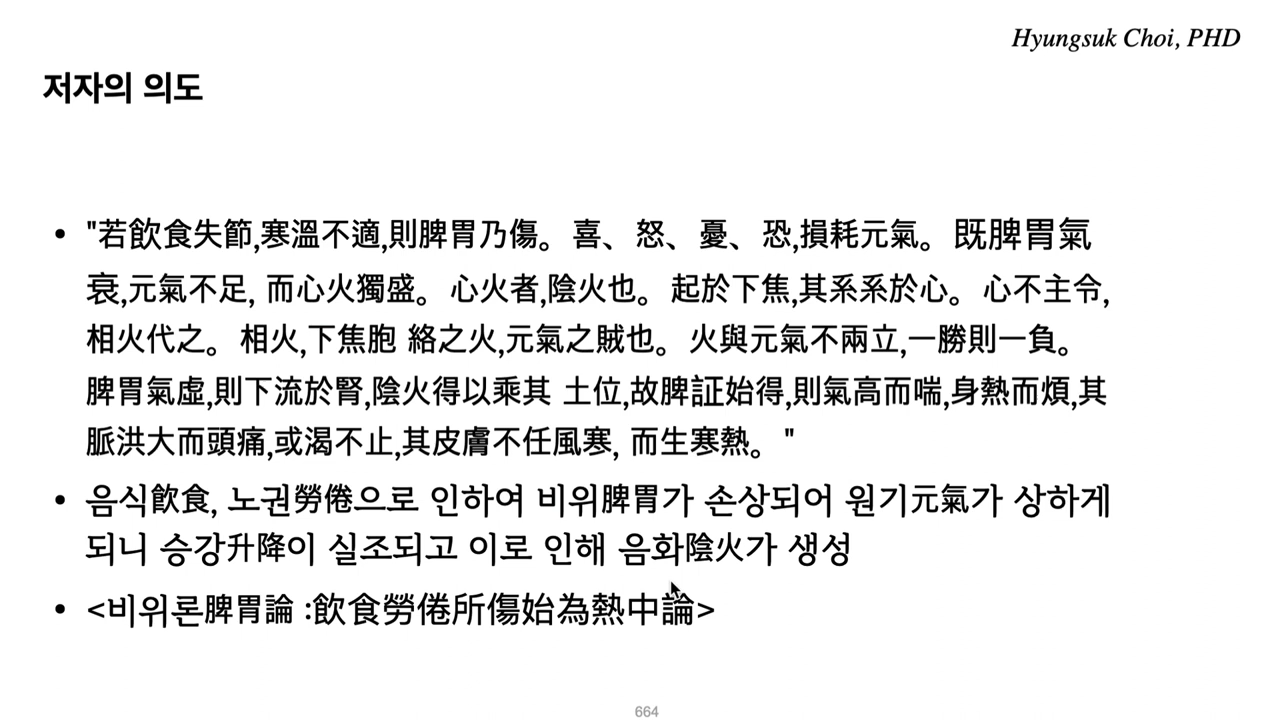 Hyungsuk Choi, PHD
저자의 의도
• "若飮食失節,寒溫不適,則脾胃乃傷。喜、怒、憂、恐,損耗元氣。既脾胃氣
衰,元氣不足, 而心火獨盛。心火者,陰火也。起於下焦,其系系於心。心不主令,
相火代之。相火,下焦胞 絡之火,元氣之賊也。火與元氣不兩立,一勝則一負。
脾胃氣虛,則下流於腎,陰火得以乘其 土位,故脾証始得,則氣高而喘,身熱而煩,其
脈洪大而頭痛,或渴不止,其皮膚不任風寒, 而生寒熱。"
• 음식飮食, 노권勞倦으로 인하여 비위脾胃가 손상되어 원기元氣가 상하게
되니 승강升降이 실조되고 이로 인해 음화陰火가 생성
• <비위론脾胃論 :飮食勞倦所傷始為熱中論>
664